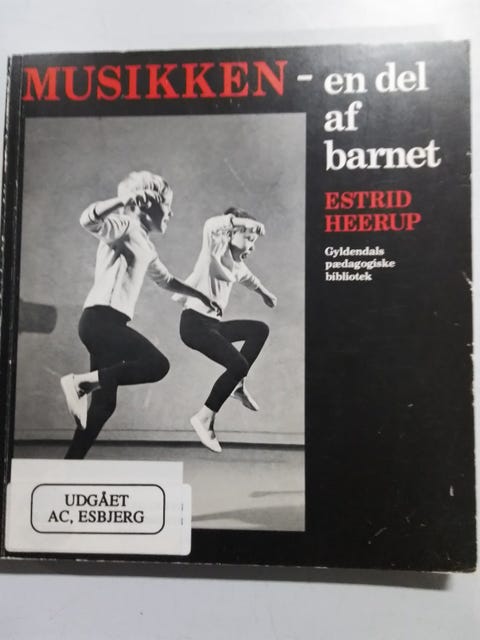 MUSIKKEN - en del
af
barnet
ESTRID
HEERUP
Gyldendals
pædagogiske
bibliotek
UDGÅET
AC, ESBJERG